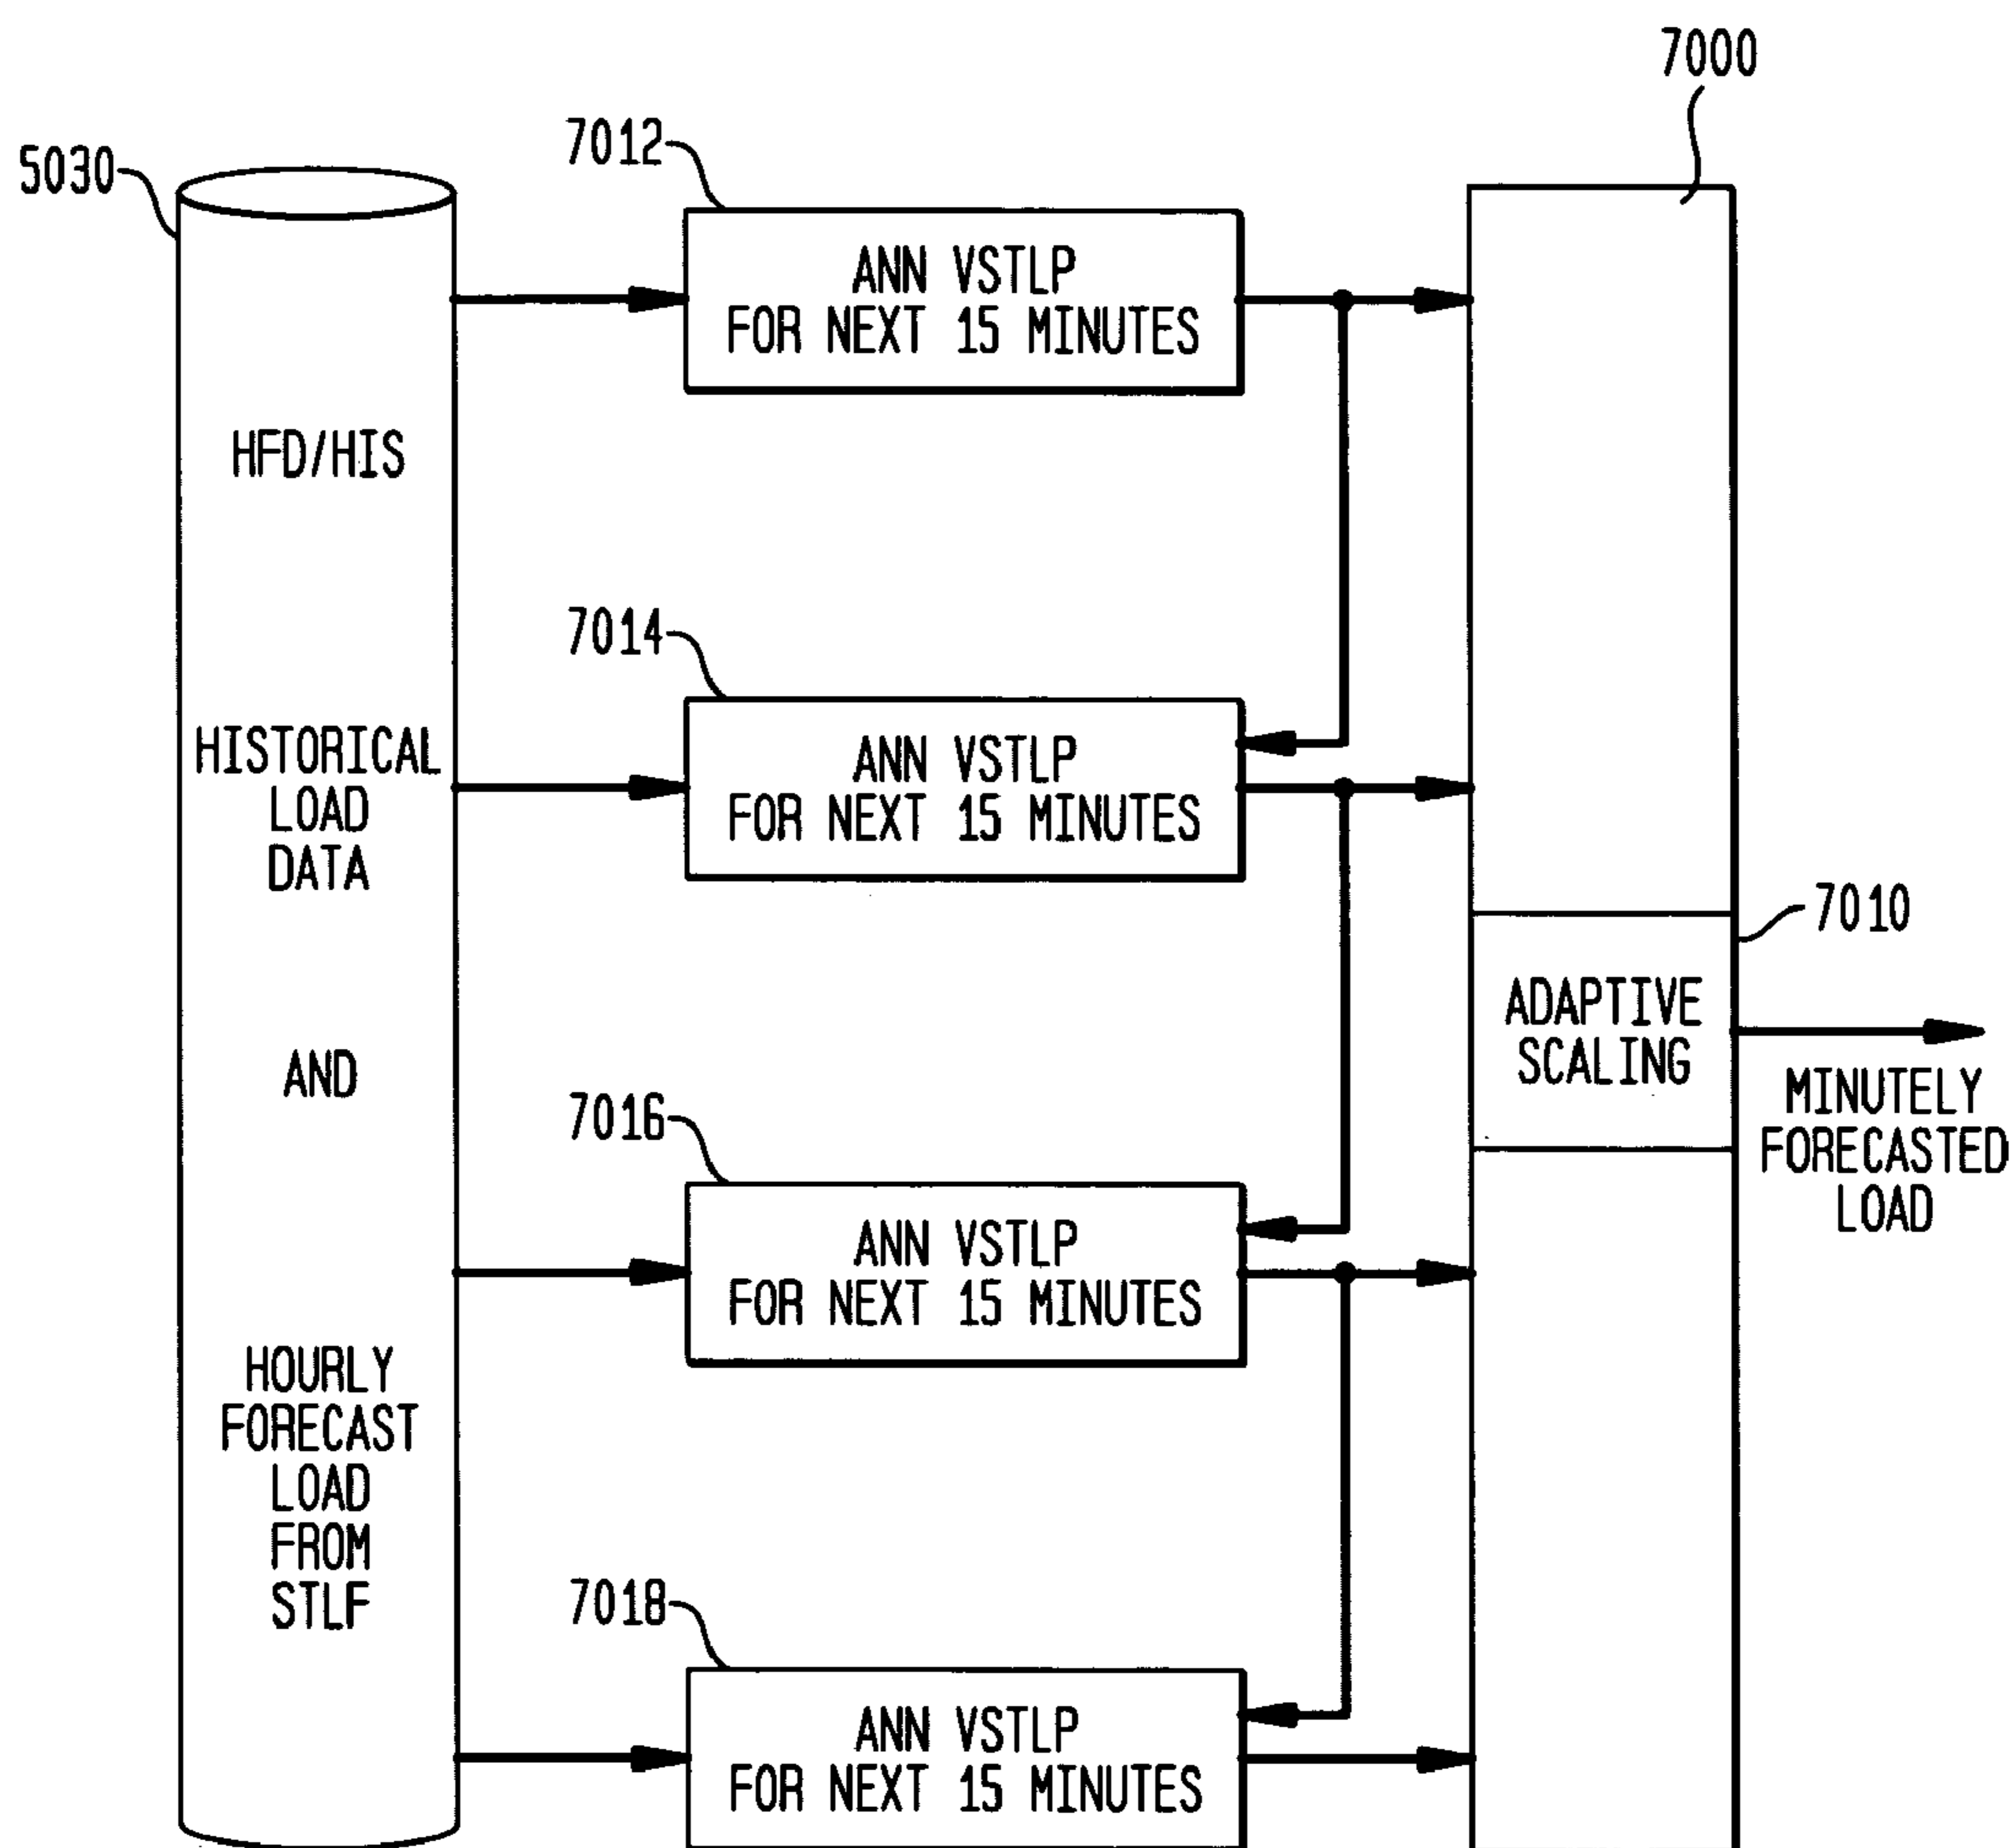 7000
7012
5030
ANN VSTLP
FOR NEXT 15 MINUTES
HFD/HIS
7014
HISTORICAL
LOAD
DATA
ANN VSTLP
FOR NEXT 15 MINUTES
7010
ADAPTIVE
SCALING
AND
MINUTELY
FORECASTED
LOAD
7016
ANN VSTLP
FOR NEXT 15 MINUTES
HOURLY
FORECAST
LOAD
FROM
STLF
7018
ANN VSTLP
FOR NEXT 15 MINUTES